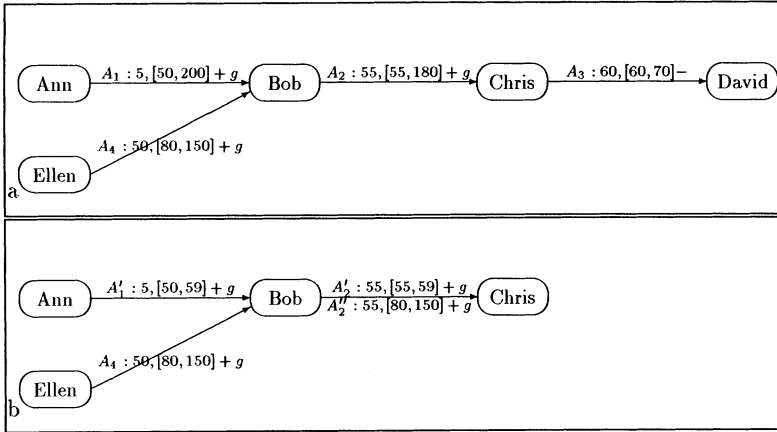 A₁ : 5, [50, 200] + g
A₂ : 55, [55, 180] + g
A₃ : 60, [60, 70] −
Ann
Bob
Chris
David
A₄ : 50, [80, 150] + g
Ellen
a
A′₁ : 5, [50, 59] + g
A′₂ : 55, [55, 59] + g
Ann
Bob
Chris
A″₂ : 55, [80, 150] + g
A₄ : 50, [80, 150] + g
Ellen
b